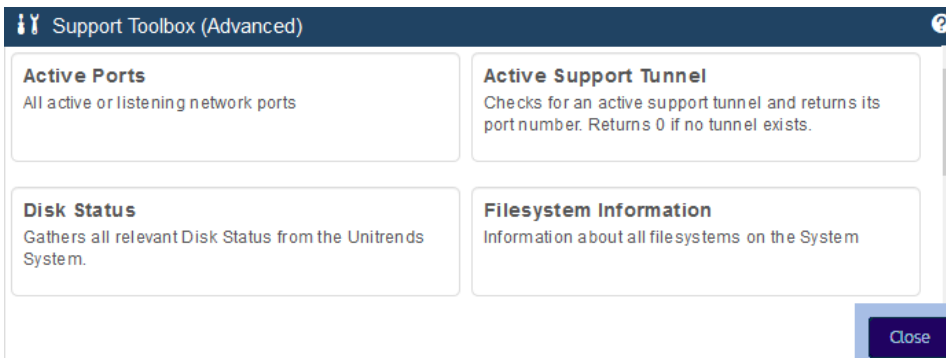 Support Toolbox (Advanced)
Active Ports
All active or listening network ports
Active Support Tunnel
Checks for an active support tunnel and returns its
port number. Returns 0 if no tunnel exists.
Disk Status
Gathers all relevant Disk Status from the Unitrends
System.
Filesystem Information
Information about all filesystems on the System
Close